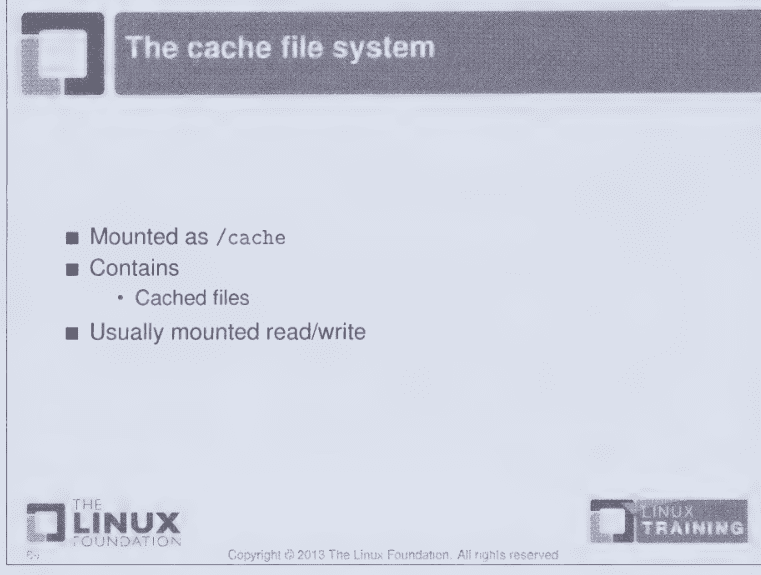 The cache file system
■ Mounted as /cache
■ Contains
• Cached files
■ Usually mounted read/write
THE
LINUX
FOUNDATION
LINUX
TRAINING
Copyright © 2013 The Linux Foundation. All rights reserved